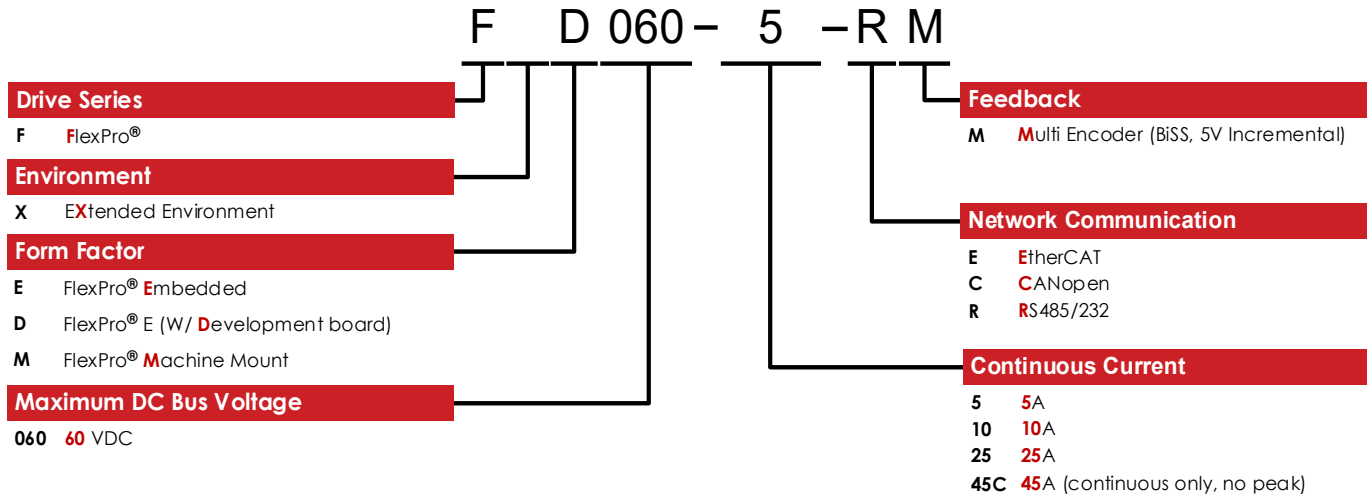 F D 060 – 5 – R M
Drive Series
F FlexPro®
Environment
X EXtended Environment
Form Factor
E FlexPro® Embedded
D FlexPro® E (W/ Development board)
M FlexPro® Machine Mount
Maximum DC Bus Voltage
060 60 VDC
Feedback
M Multi Encoder (BiSS, 5V Incremental)
Network Communication
E EtherCAT
C CANopen
R RS485/232
Continuous Current
5 5A
10 10A
25 25A
45C 45A (continuous only, no peak)